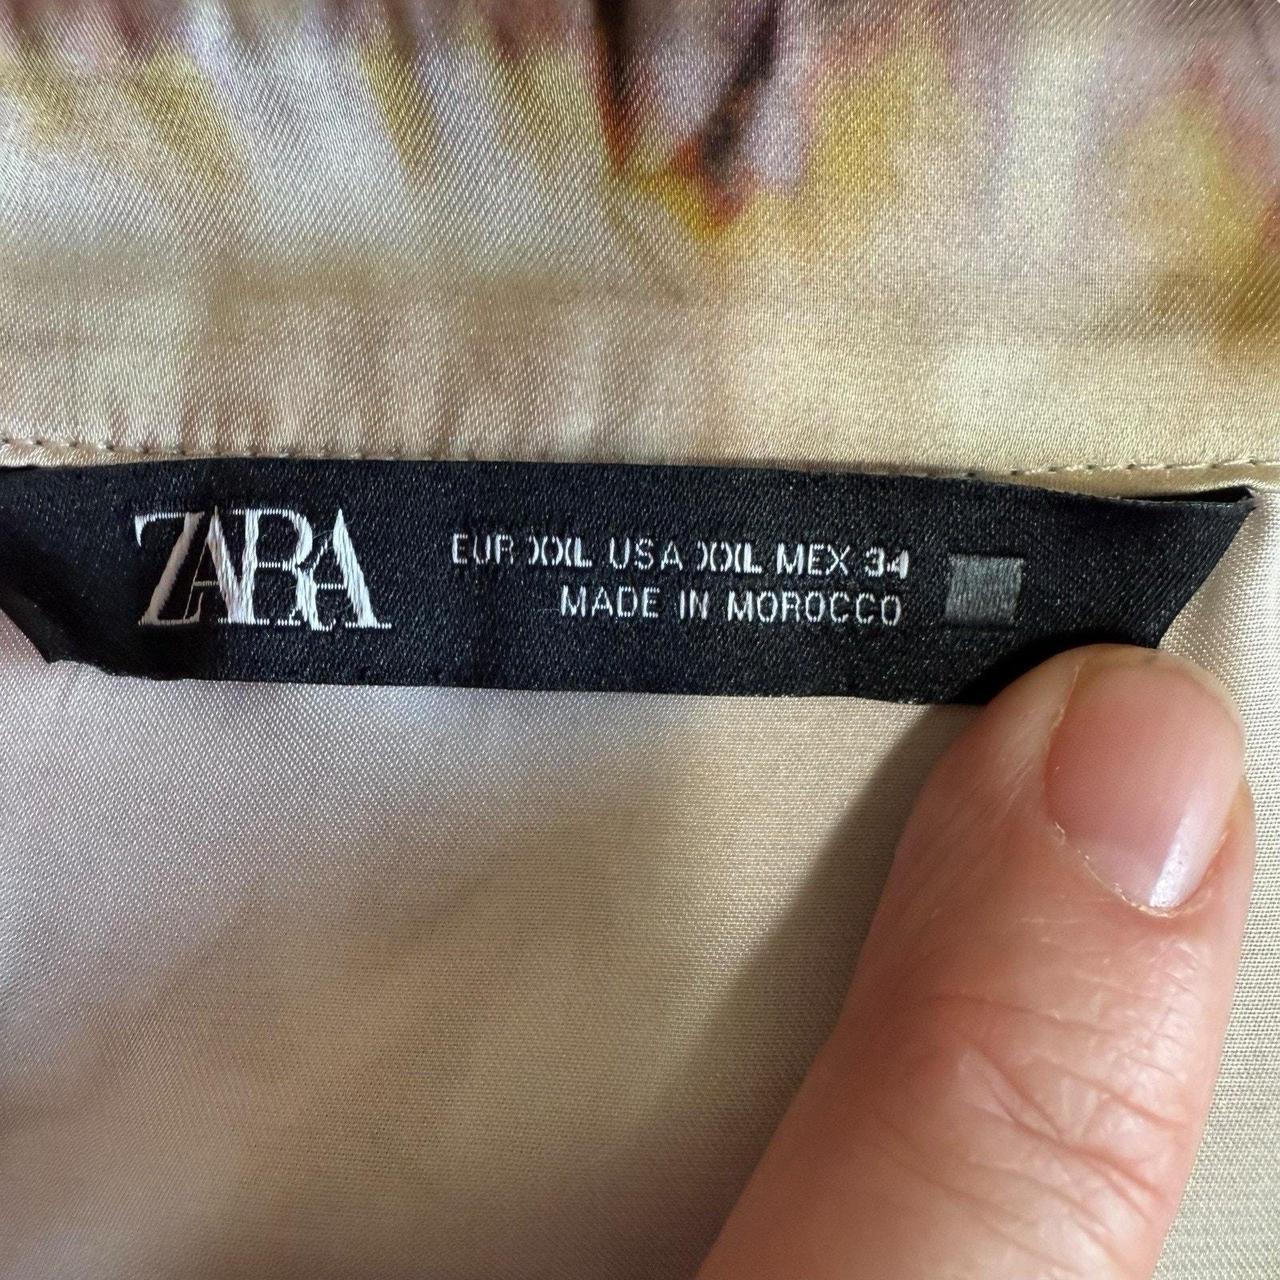 ZARA
EUR XXL USA XXL MEX 34
MADE IN MOROCCO